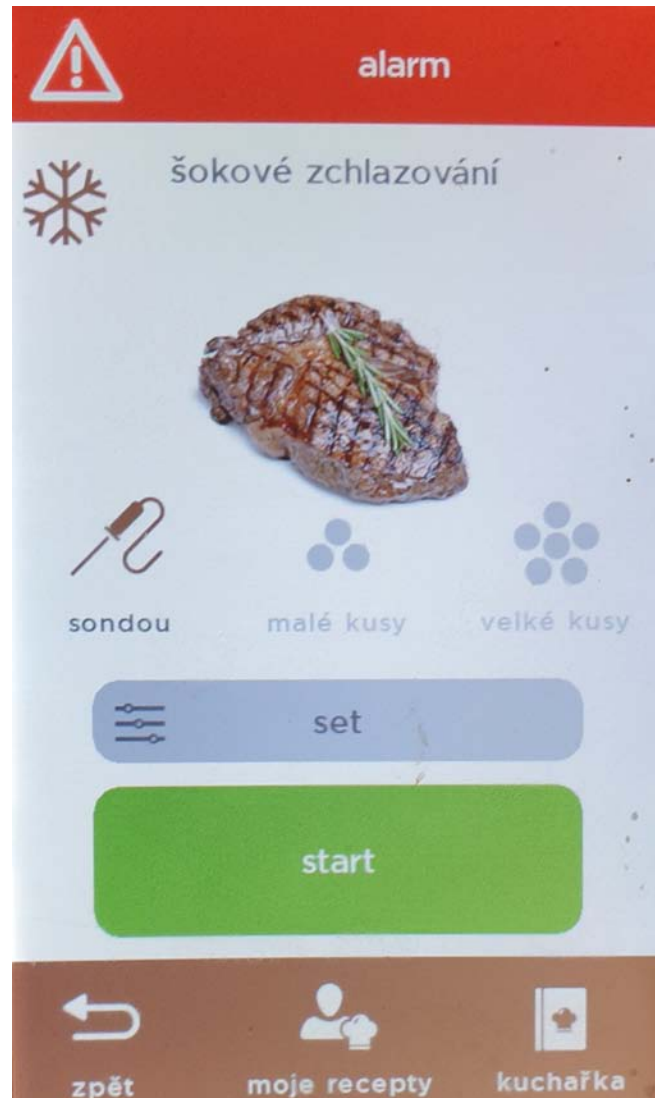 alarm
šokové zchlazování
sondou
malé kusy
velké kusy
set
start
zpět
moje recepty
kuchařka